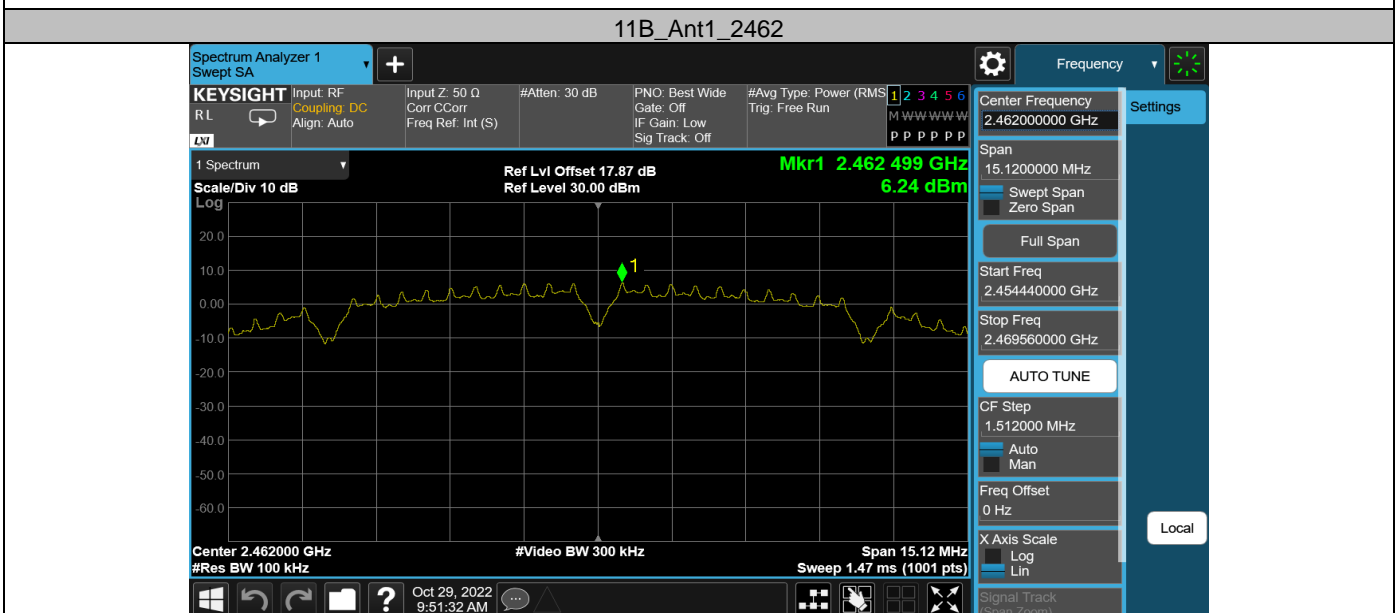 11B_Ant1_2462
Spectrum Analyzer 1
Swept SA
Frequency
KEYSIGHT
RL
LXI
Input: RF
Coupling: DC
Align: Auto
Input Z: 50 Ω
Corr CCorr
Freq Ref: Int (S)
#Atten: 30 dB
PNO: Best Wide
Gate: Off
IF Gain: Low
Sig Track: Off
#Avg Type: Power (RMS
Trig: Free Run
1 2 3 4 5 6
M W W W W W
P P P P P P
1 Spectrum
Scale/Div 10 dB
Log
Ref Lvl Offset 17.87 dB
Ref Level 30.00 dBm
Mkr1 2.462 499 GHz
6.24 dBm
1
20.0
10.0
0.00
-10.0
-20.0
-30.0
-40.0
-50.0
-60.0
Center 2.462000 GHz
#Res BW 100 kHz
#Video BW 300 kHz
Span 15.12 MHz
Sweep 1.47 ms (1001 pts)
?
Oct 29, 2022
9:51:32 AM
Center Frequency
2.462000000 GHz
Span
15.1200000 MHz
Swept Span
Zero Span
Full Span
Start Freq
2.454440000 GHz
Stop Freq
2.469560000 GHz
AUTO TUNE
CF Step
1.512000 MHz
Auto
Man
Freq Offset
0 Hz
X Axis Scale
Log
Lin
Signal Track
(Span Zoom)
Settings
Local